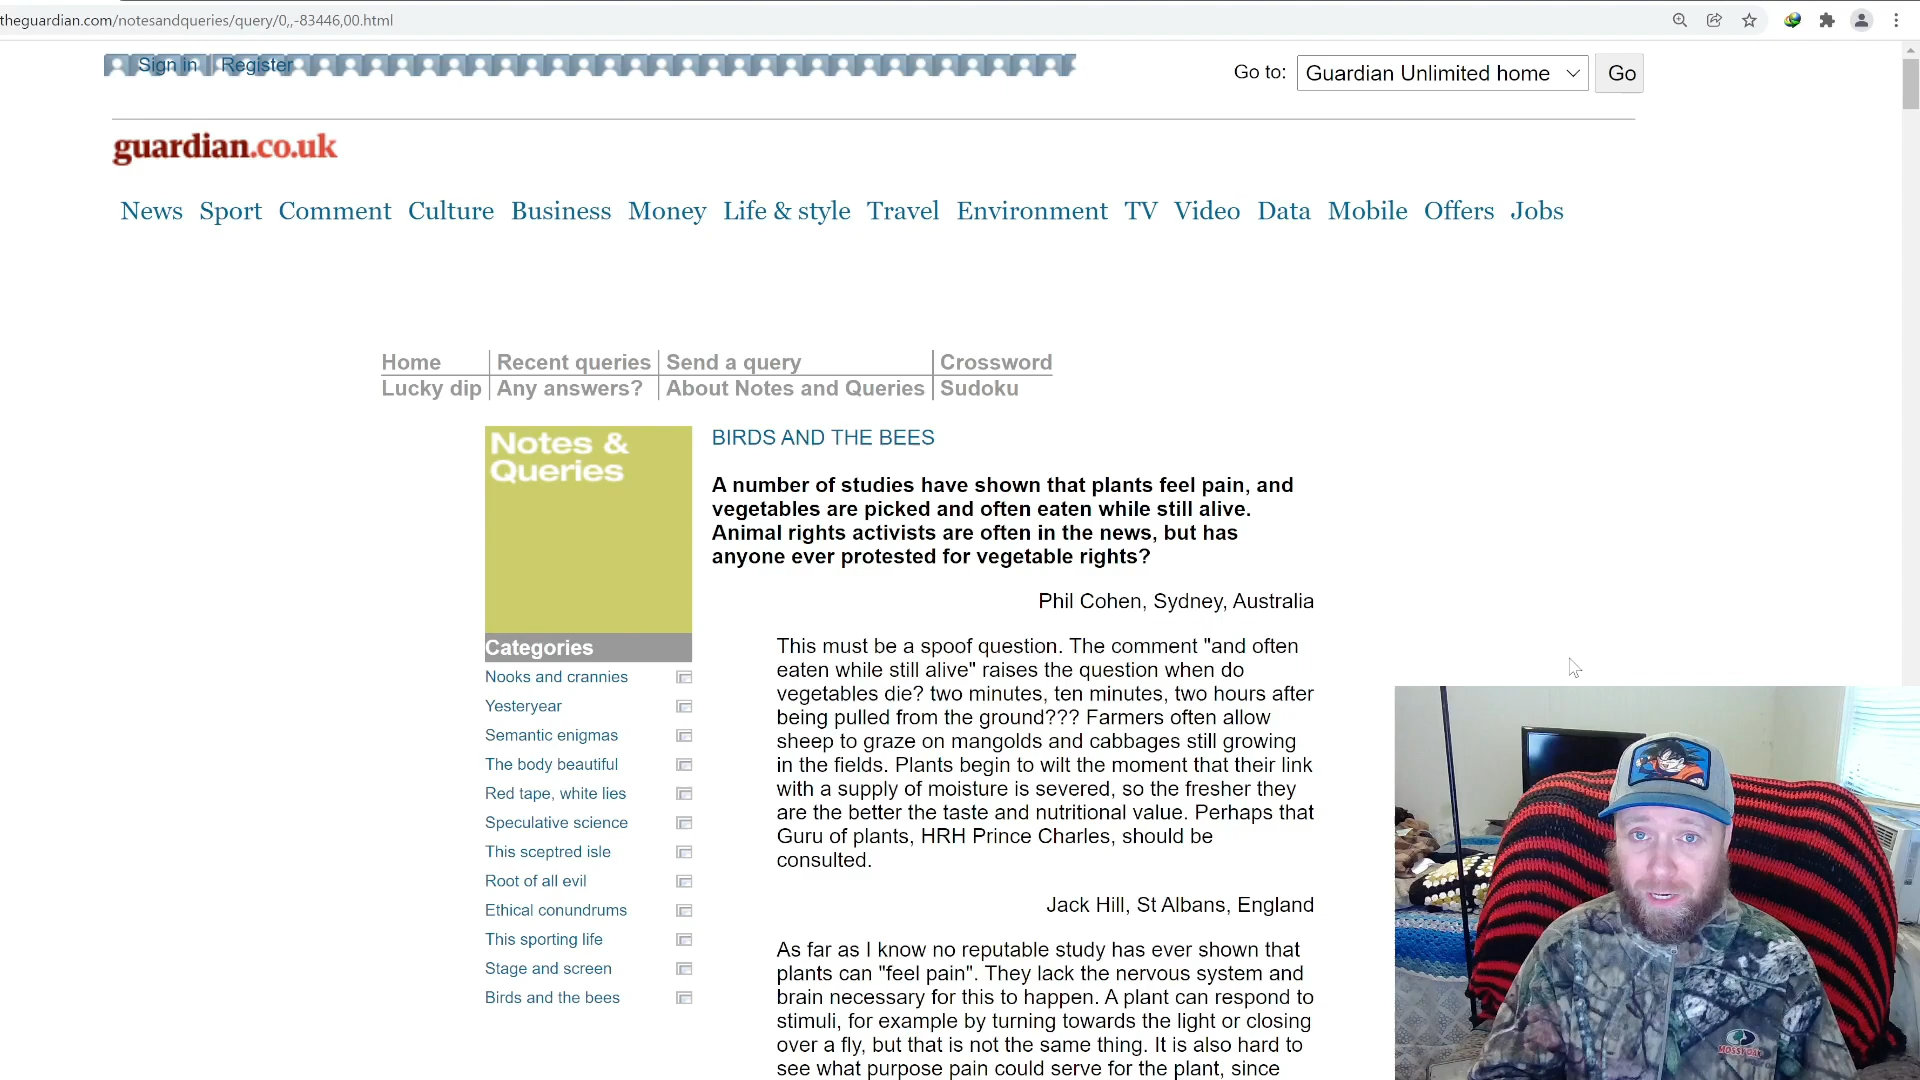 theguardian.com/notesandqueries/query/0,,-83446,00.html
Sign in | Register
Go to: Guardian Unlimited home Go
guardian.co.uk
News Sport Comment Culture Business Money Life & style Travel Environment TV Video Data Mobile Offers Jobs
Home Recent queries Send a query Crossword
Lucky dip Any answers? About Notes and Queries Sudoku
Notes &
Queries
Categories
Nooks and crannies
Yesteryear
Semantic enigmas
The body beautiful
Red tape, white lies
Speculative science
This sceptred isle
Root of all evil
Ethical conundrums
This sporting life
Stage and screen
Birds and the bees
BIRDS AND THE BEES
A number of studies have shown that plants feel pain, and
vegetables are picked and often eaten while still alive.
Animal rights activists are often in the news, but has
anyone ever protested for vegetable rights?
Phil Cohen, Sydney, Australia
This must be a spoof question. The comment "and often
eaten while still alive" raises the question when do
vegetables die? two minutes, ten minutes, two hours after
being pulled from the ground??? Farmers often allow
sheep to graze on mangolds and cabbages still growing
in the fields. Plants begin to wilt the moment that their link
with a supply of moisture is severed, so the fresher they
are the better the taste and nutritional value. Perhaps that
Guru of plants, HRH Prince Charles, should be
consulted.
Jack Hill, St Albans, England
As far as I know no reputable study has ever shown that
plants can "feel pain". They lack the nervous system and
brain necessary for this to happen. A plant can respond to
stimuli, for example by turning towards the light or closing
over a fly, but that is not the same thing. It is also hard to
see what purpose pain could serve for the plant, since